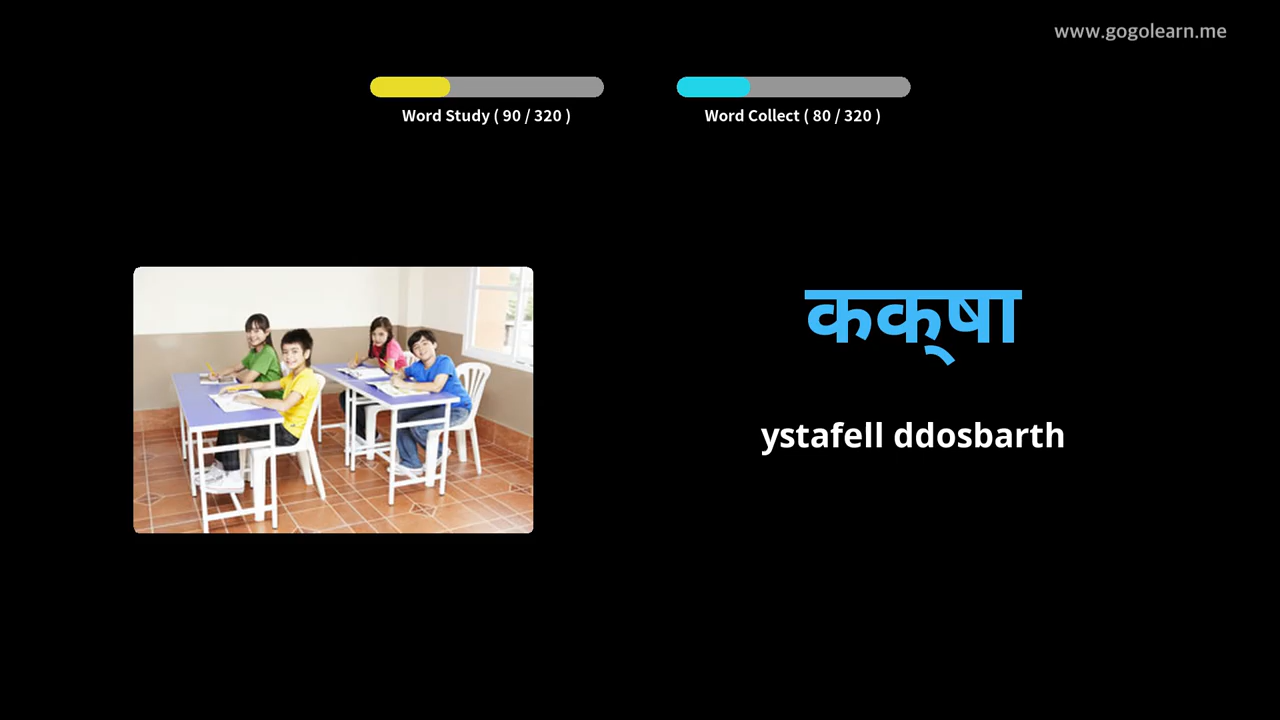 www.gogolearn.me
Word Study ( 90 / 320 )
Word Collect ( 80 / 320 )
कक्‌षा
ystafell ddosbarth